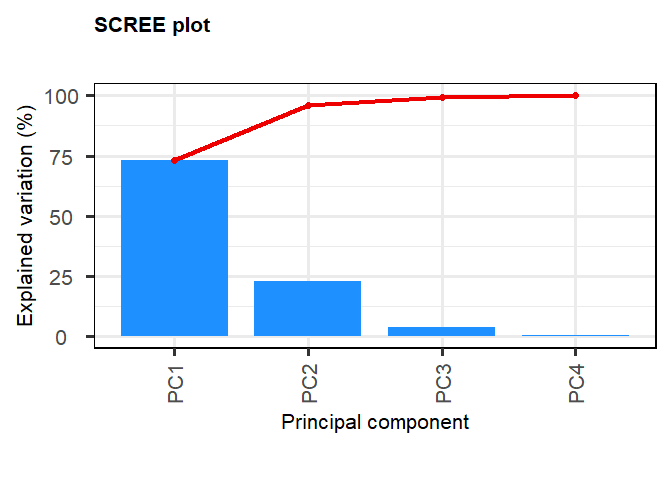 SCREE plot
Explained variation (%)
100
75
50
25
0
PC1
PC2
PC3
PC4
Principal component